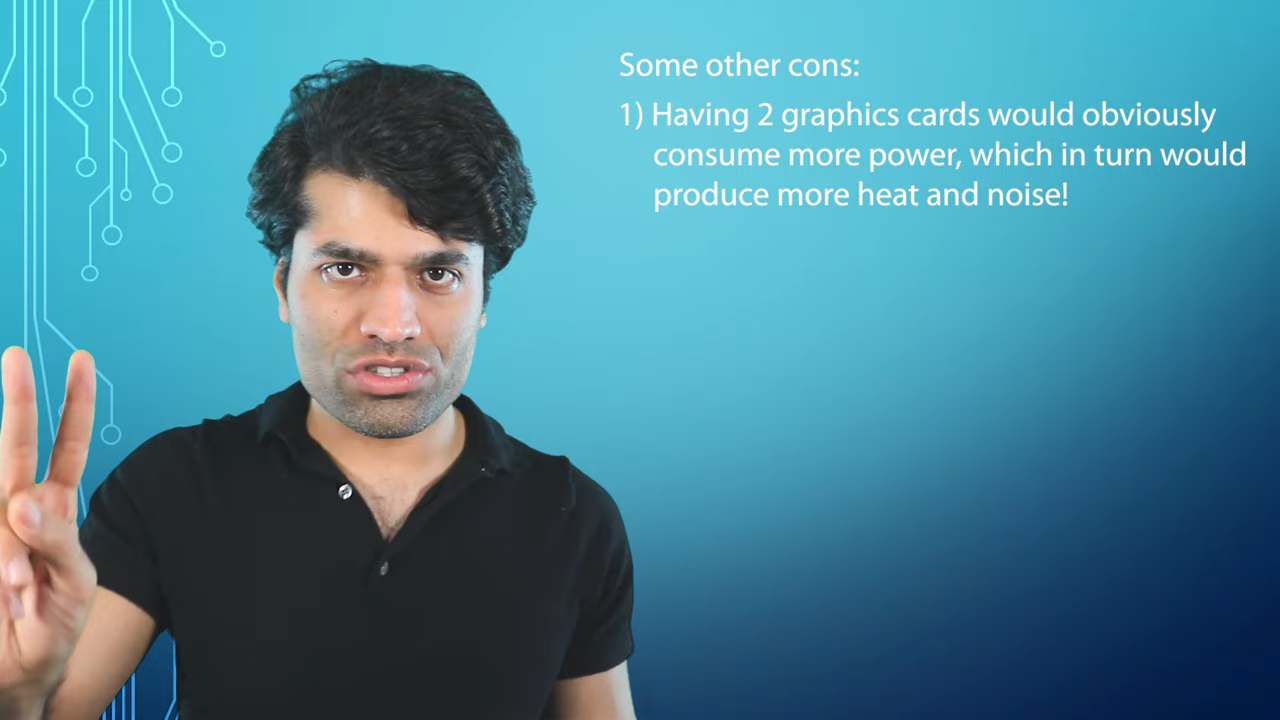 Some other cons:
1) Having 2 graphics cards would obviously
consume more power, which in turn would
produce more heat and noise!